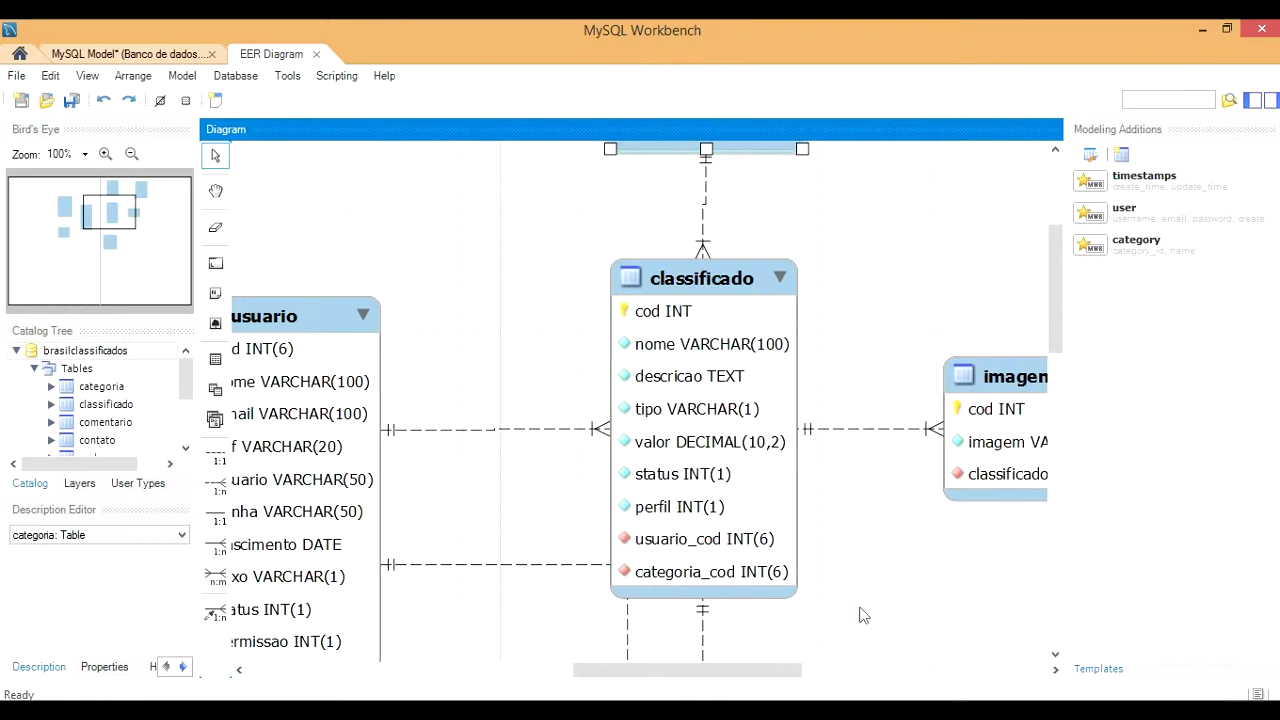 MySQL Workbench
MySQL Model* (Banco de dados....
EER Diagram
File Edit View Arrange Model Database Tools Scripting Help
Bird's Eye
Zoom: 100%
Catalog Tree
brasilclassificados
Tables
categoria
classificado
comentario
contato
Catalog Layers User Types
Description Editor
categoria: Table
Description Properties H
Ready
Diagram
1:1
1:n
1:1
1:n
n:m
1:n
usuario
d INT(6)
ome VARCHAR(100)
mail VARCHAR(100)
f VARCHAR(20)
uario VARCHAR(50)
nha VARCHAR(50)
scimento DATE
xo VARCHAR(1)
atus INT(1)
ermissao INT(1)
classificado
cod INT
nome VARCHAR(100)
descricao TEXT
tipo VARCHAR(1)
valor DECIMAL(10,2)
status INT(1)
perfil INT(1)
usuario_cod INT(6)
categoria_cod INT(6)
imagen
cod INT
imagem VA
classificado
Modeling Additions
timestamps
create_time, update_time
user
username, email, password, create
category
category_id, name
Templates